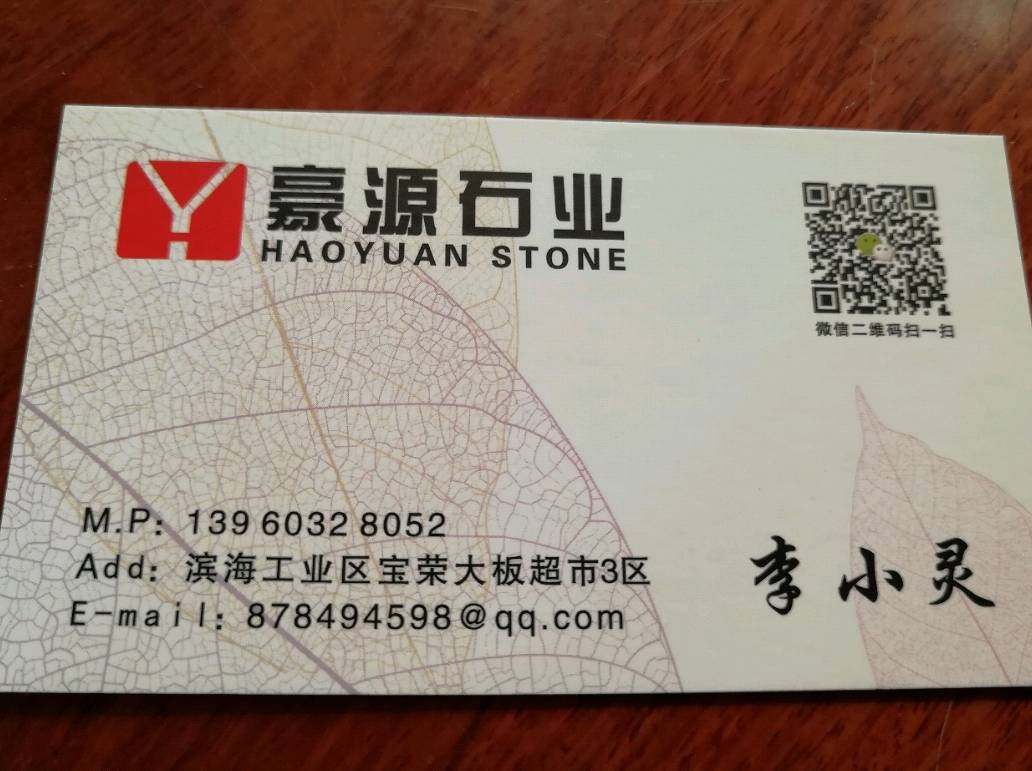 豪源石业
HAOYUAN STONE
微信二维码扫一扫
M.P: 139 6032 8052
Add: 滨海工业区宝荣大板超市3区
E-mail: 878494598@qq.com
李小灵